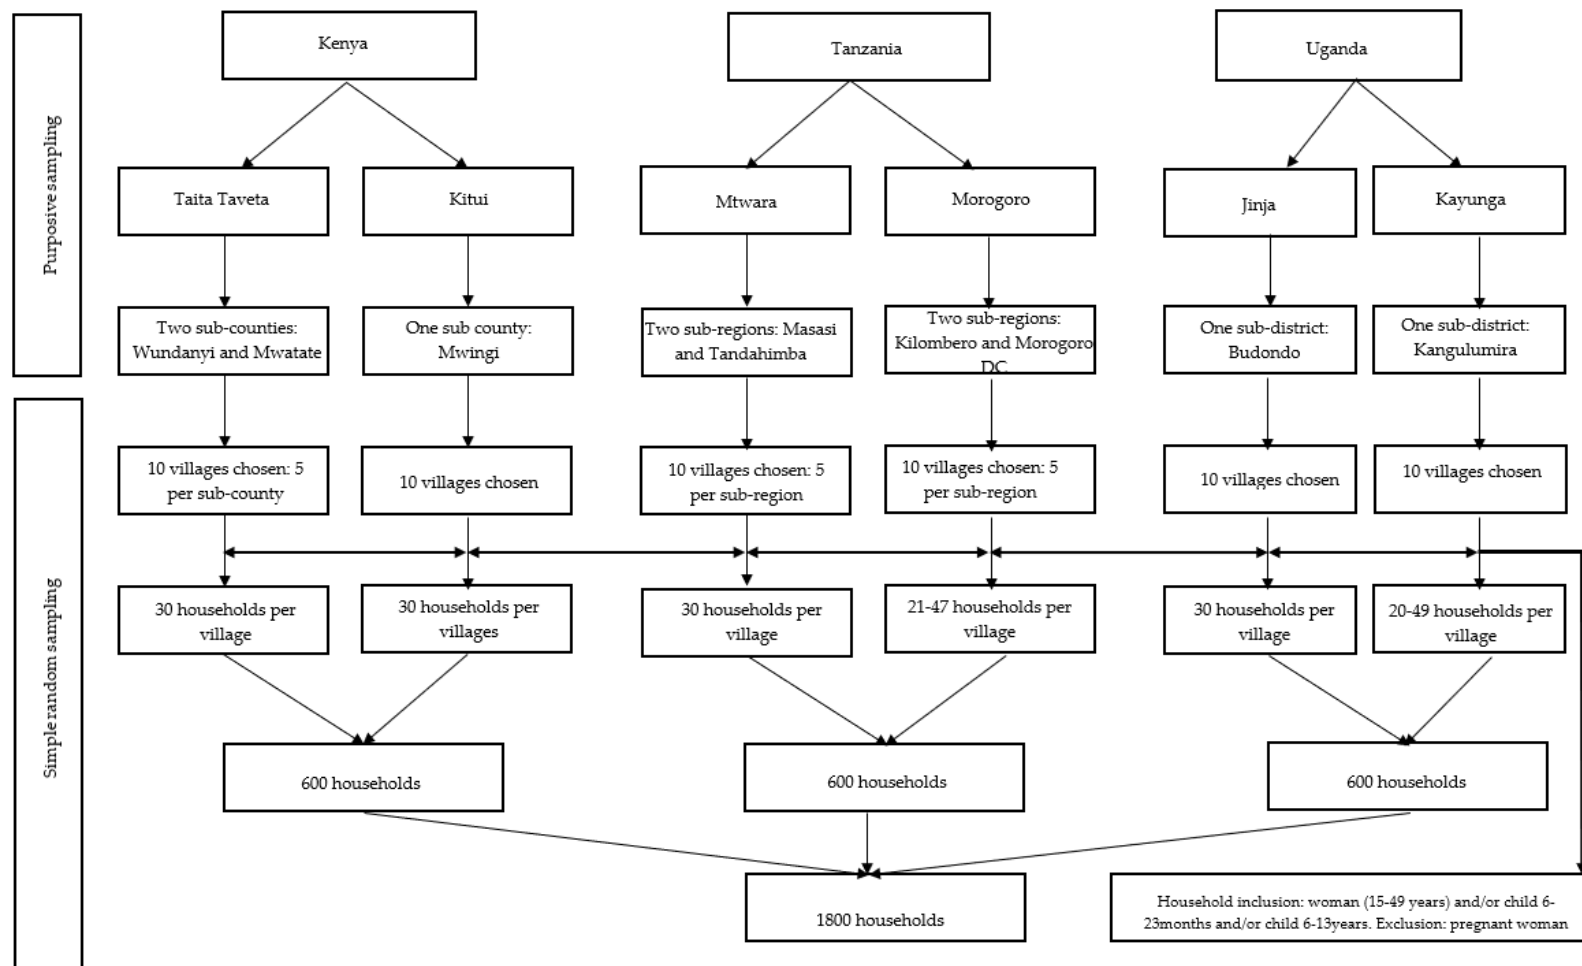 Purposive sampling
Kenya
Tanzania
Uganda
Taita Taveta
Kitui
Mtwara
Morogoro
Jinja
Kayunga
Two sub-counties:
Wundanyi and Mwatate
One sub county:
Mwingi
Two sub-regions: Masasi
and Tandahimba
Two sub-regions:
Kilombero and Morogoro
DC
One sub-district:
Budondo
One sub-district:
Kangulumira
Simple random sampling
10 villages chosen: 5
per sub-county
10 villages chosen
10 villages chosen: 5
per sub-region
10 villages chosen: 5
per sub-region
10 villages chosen
10 villages chosen
30 households per
village
30 households per
villages
30 households per
village
21-47 households per
village
30 households per
village
20-49 households per
village
600 households
600 households
600 households
1800 households
Household inclusion: woman (15-49 years) and/or child 6-
23months and/or child 6-13years. Exclusion: pregnant woman